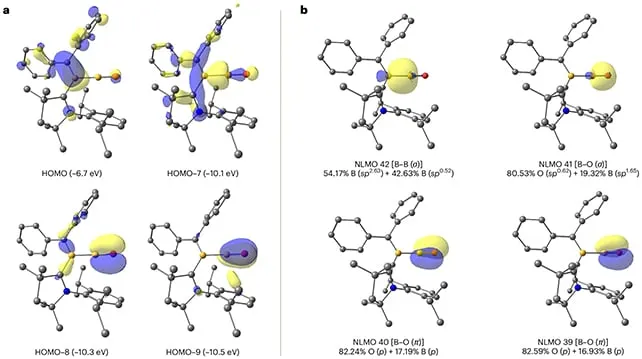 a
b
HOMO (−6.7 eV)
HOMO–7 (−10.1 eV)
NLMO 42 [B–B (σ)]
54.17% B (sp2.63) + 42.63% B (sp0.52)
NLMO 41 [B–O (σ)]
80.53% O (sp0.62) + 19.32% B (sp1.65)
HOMO–8 (−10.3 eV)
HOMO–9 (−10.5 eV)
NLMO 40 [B–O (π)]
82.24% O (p) + 17.19% B (p)
NLMO 39 [B–O (π)]
82.59% O (p) + 16.93% B (p)